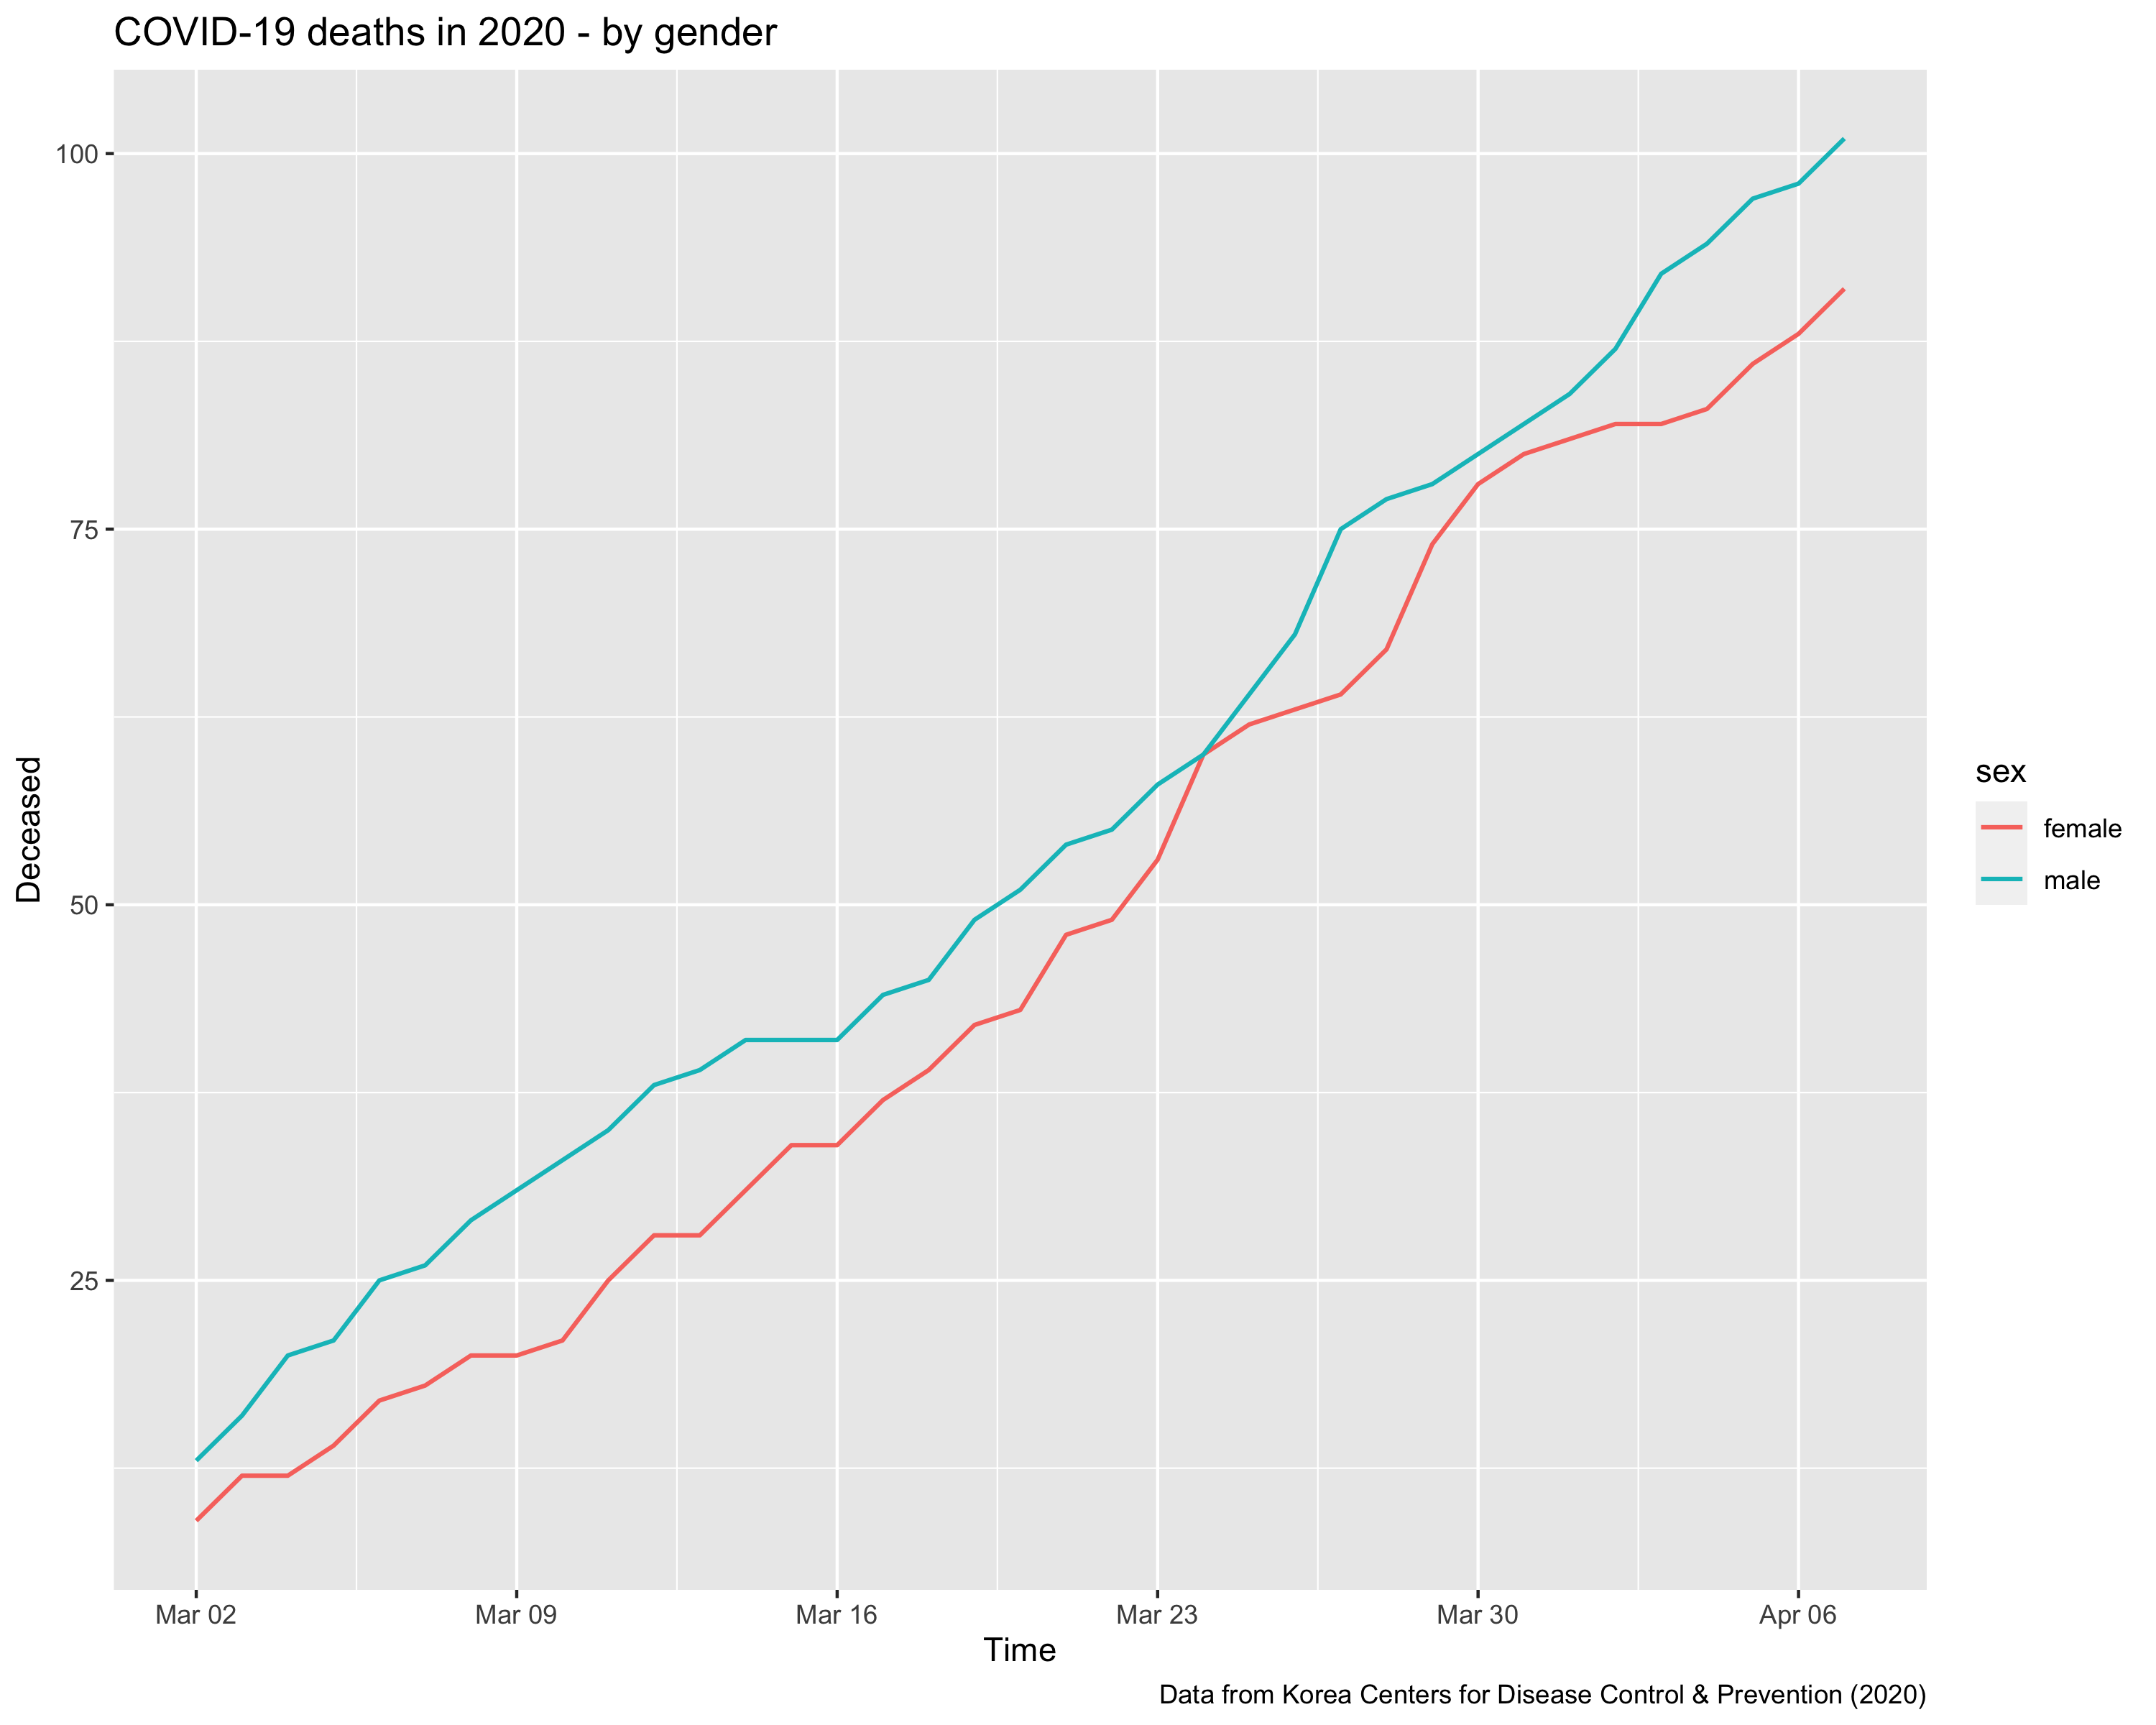 COVID-19 deaths in 2020 - by gender
100
75
50
25
Deceased
Mar 02
Mar 09
Mar 16
Mar 23
Mar 30
Apr 06
Time
sex
female
male
Data from Korea Centers for Disease Control & Prevention (2020)